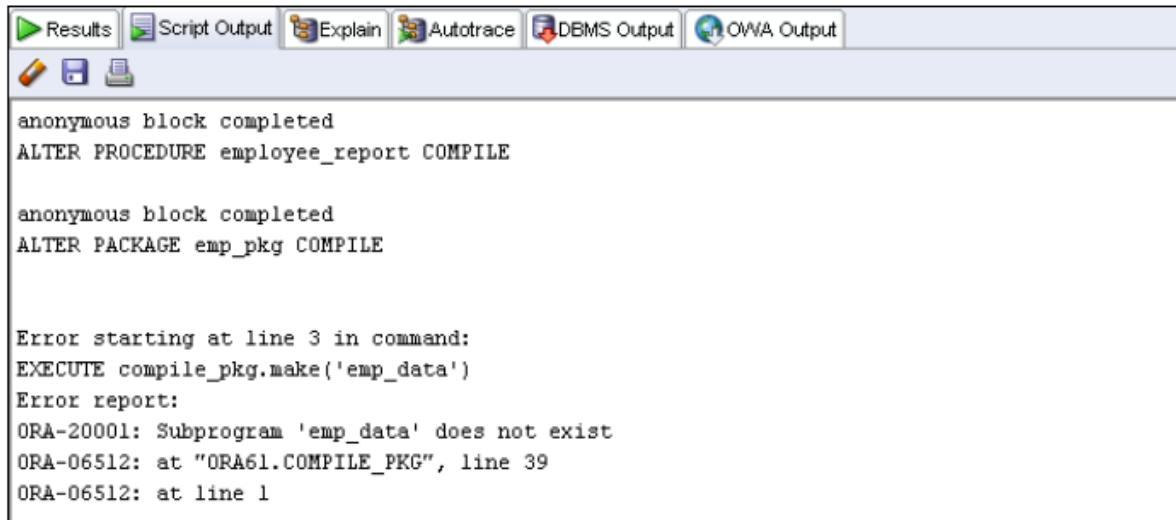 Results Script Output Explain Autotrace DBMS Output OWA Output
anonymous block completed
ALTER PROCEDURE employee_report COMPILE
anonymous block completed
ALTER PACKAGE emp_pkg COMPILE
Error starting at line 3 in command:
EXECUTE compile_pkg.make('emp_data')
Error report:
ORA-20001: Subprogram 'emp_data' does not exist
ORA-06512: at "ORA61.COMPILE_PKG", line 39
ORA-06512: at line 1